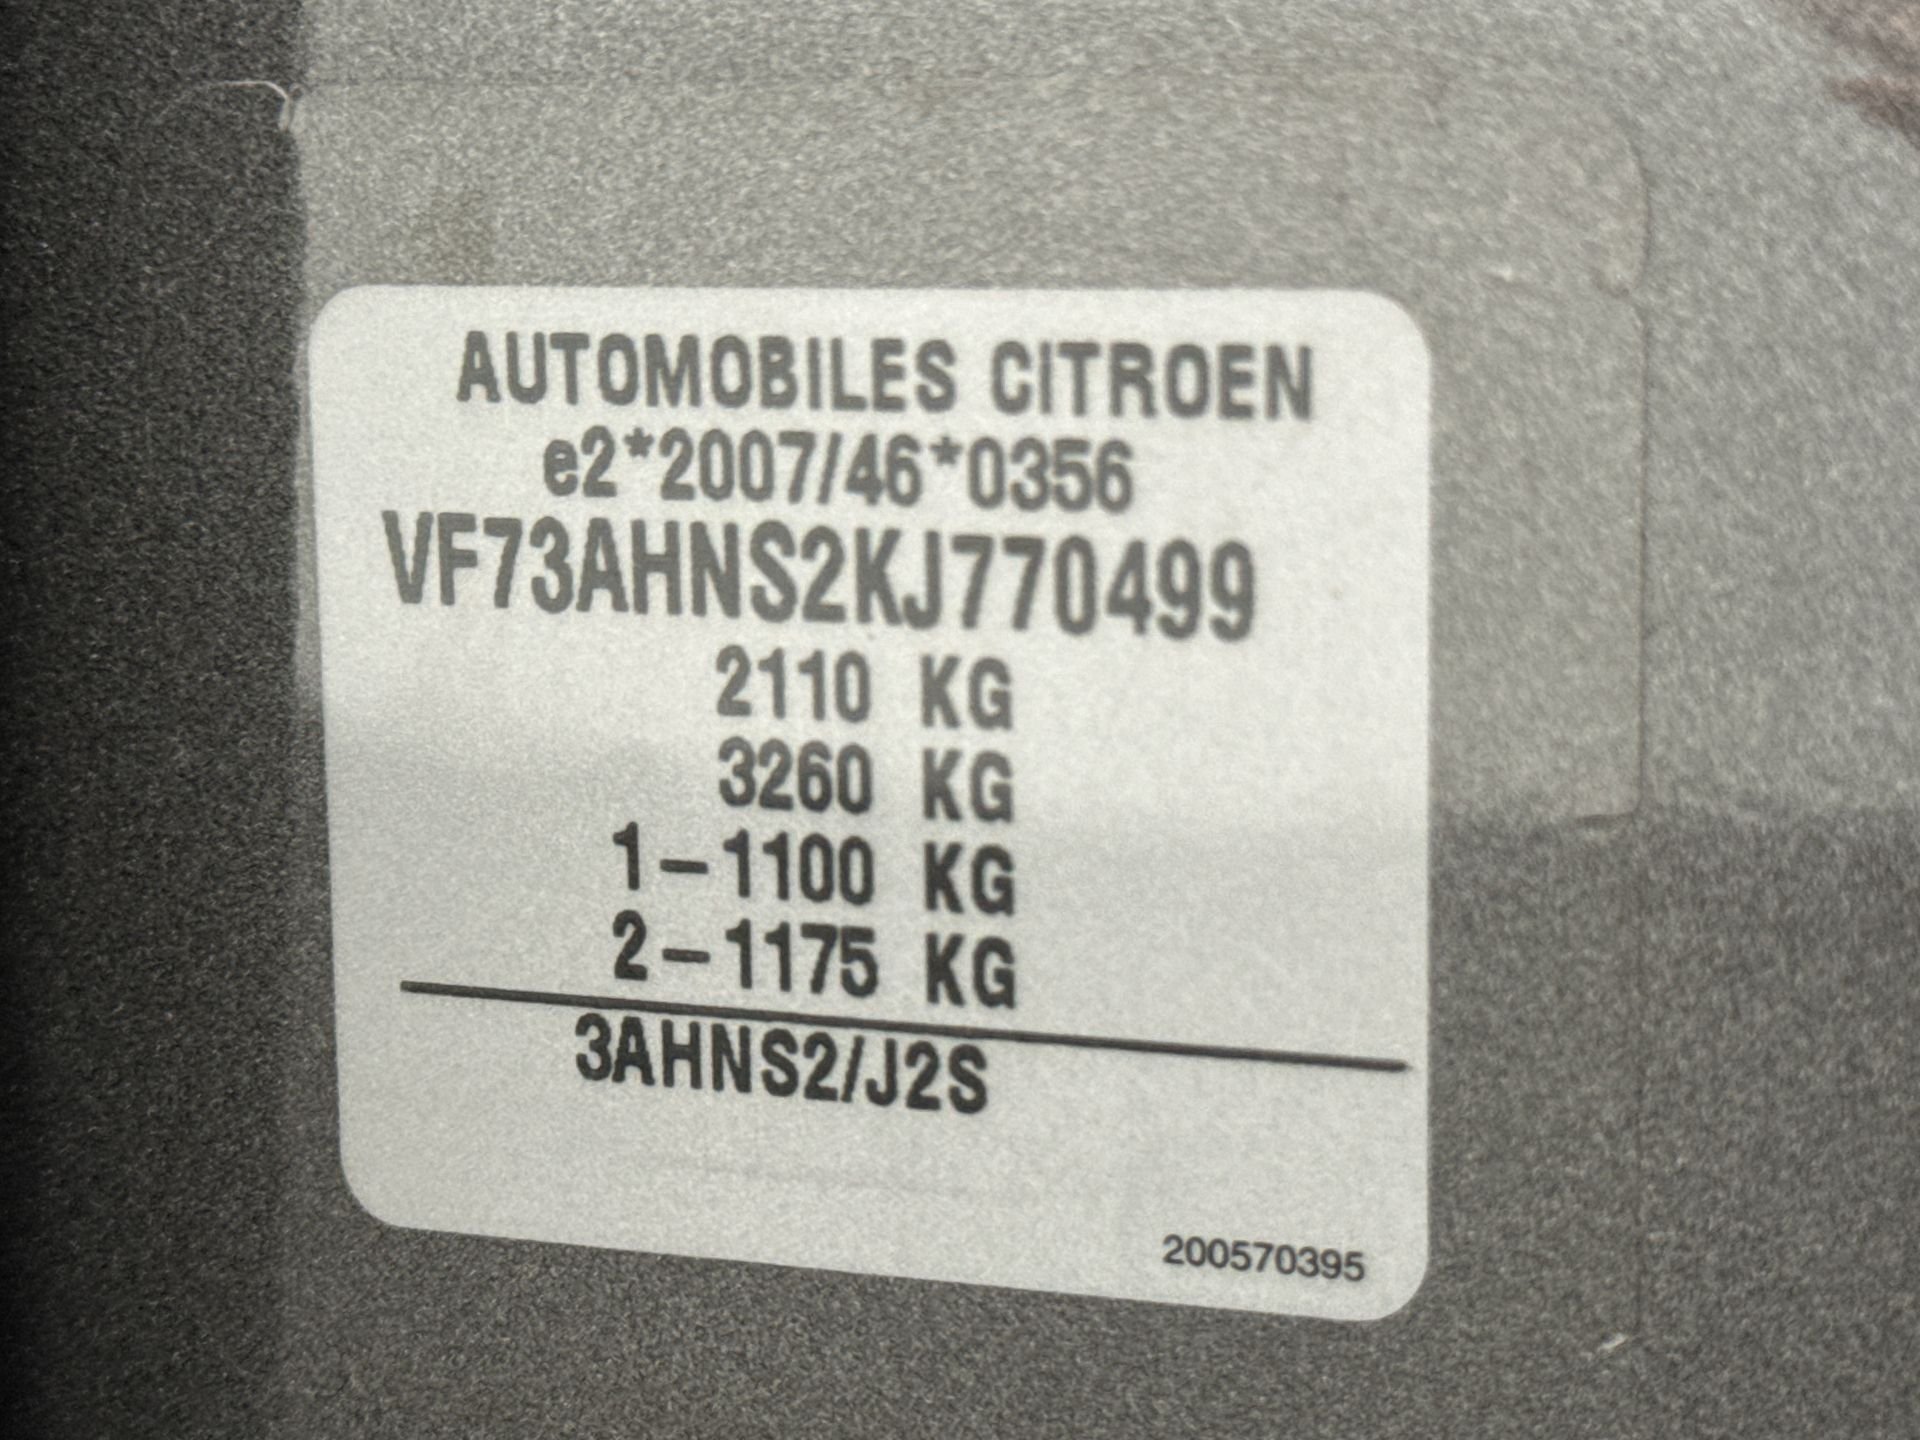 AUTOMOBILES CITROEN
e2*2007/46*0356
VF73AHNS2KJ770499
2110 KG
3260 KG
1-1100 KG
2-1175 KG
3AHNS2/J2S
200570395